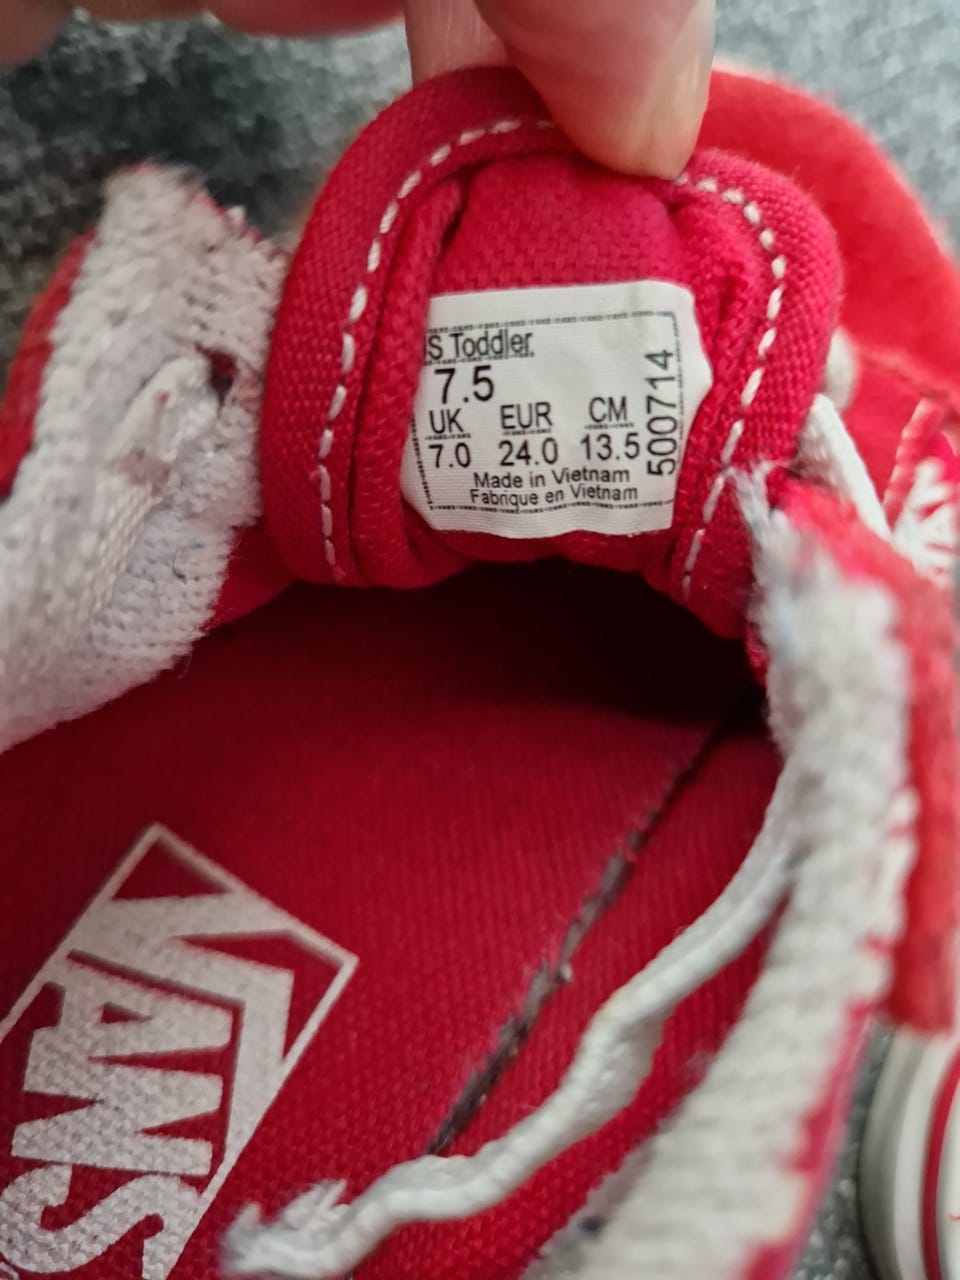 S Toddler
7.5
UK EUR CM
7.0 24.0 13.5
Made in Vietnam
Fabrique en Vietnam
500714
VANS